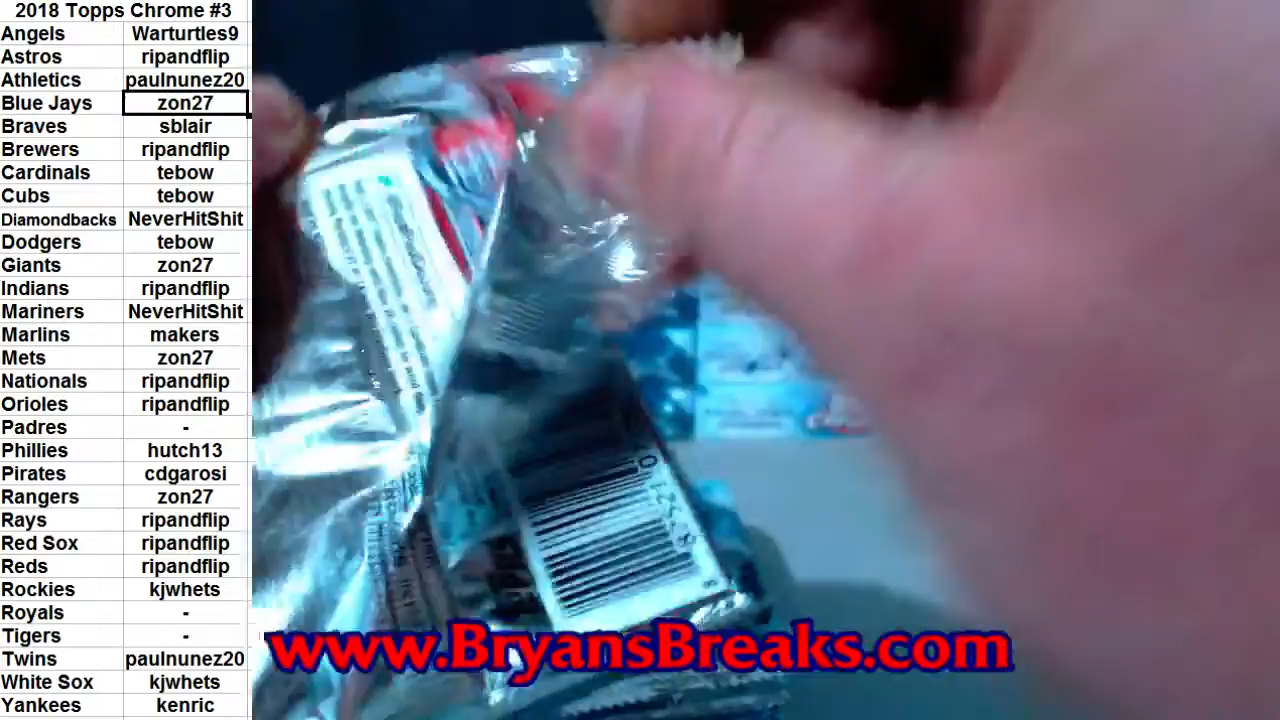 2018 Topps Chrome #3
Angels Warturtles9
Astros ripandflip
Athletics paulnunez20
Blue Jays zon27
Braves sblair
Brewers ripandflip
Cardinals tebow
Cubs tebow
Diamondbacks NeverHitShit
Dodgers tebow
Giants zon27
Indians ripandflip
Mariners NeverHitShit
Marlins makers
Mets zon27
Nationals ripandflip
Orioles ripandflip
Padres -
Phillies hutch13
Pirates cdgarosi
Rangers zon27
Rays ripandflip
Red Sox ripandflip
Reds ripandflip
Rockies kjwhets
Royals -
Tigers -
Twins paulnunez20
White Sox kjwhets
Yankees kenric
www.BryansBreaks.com